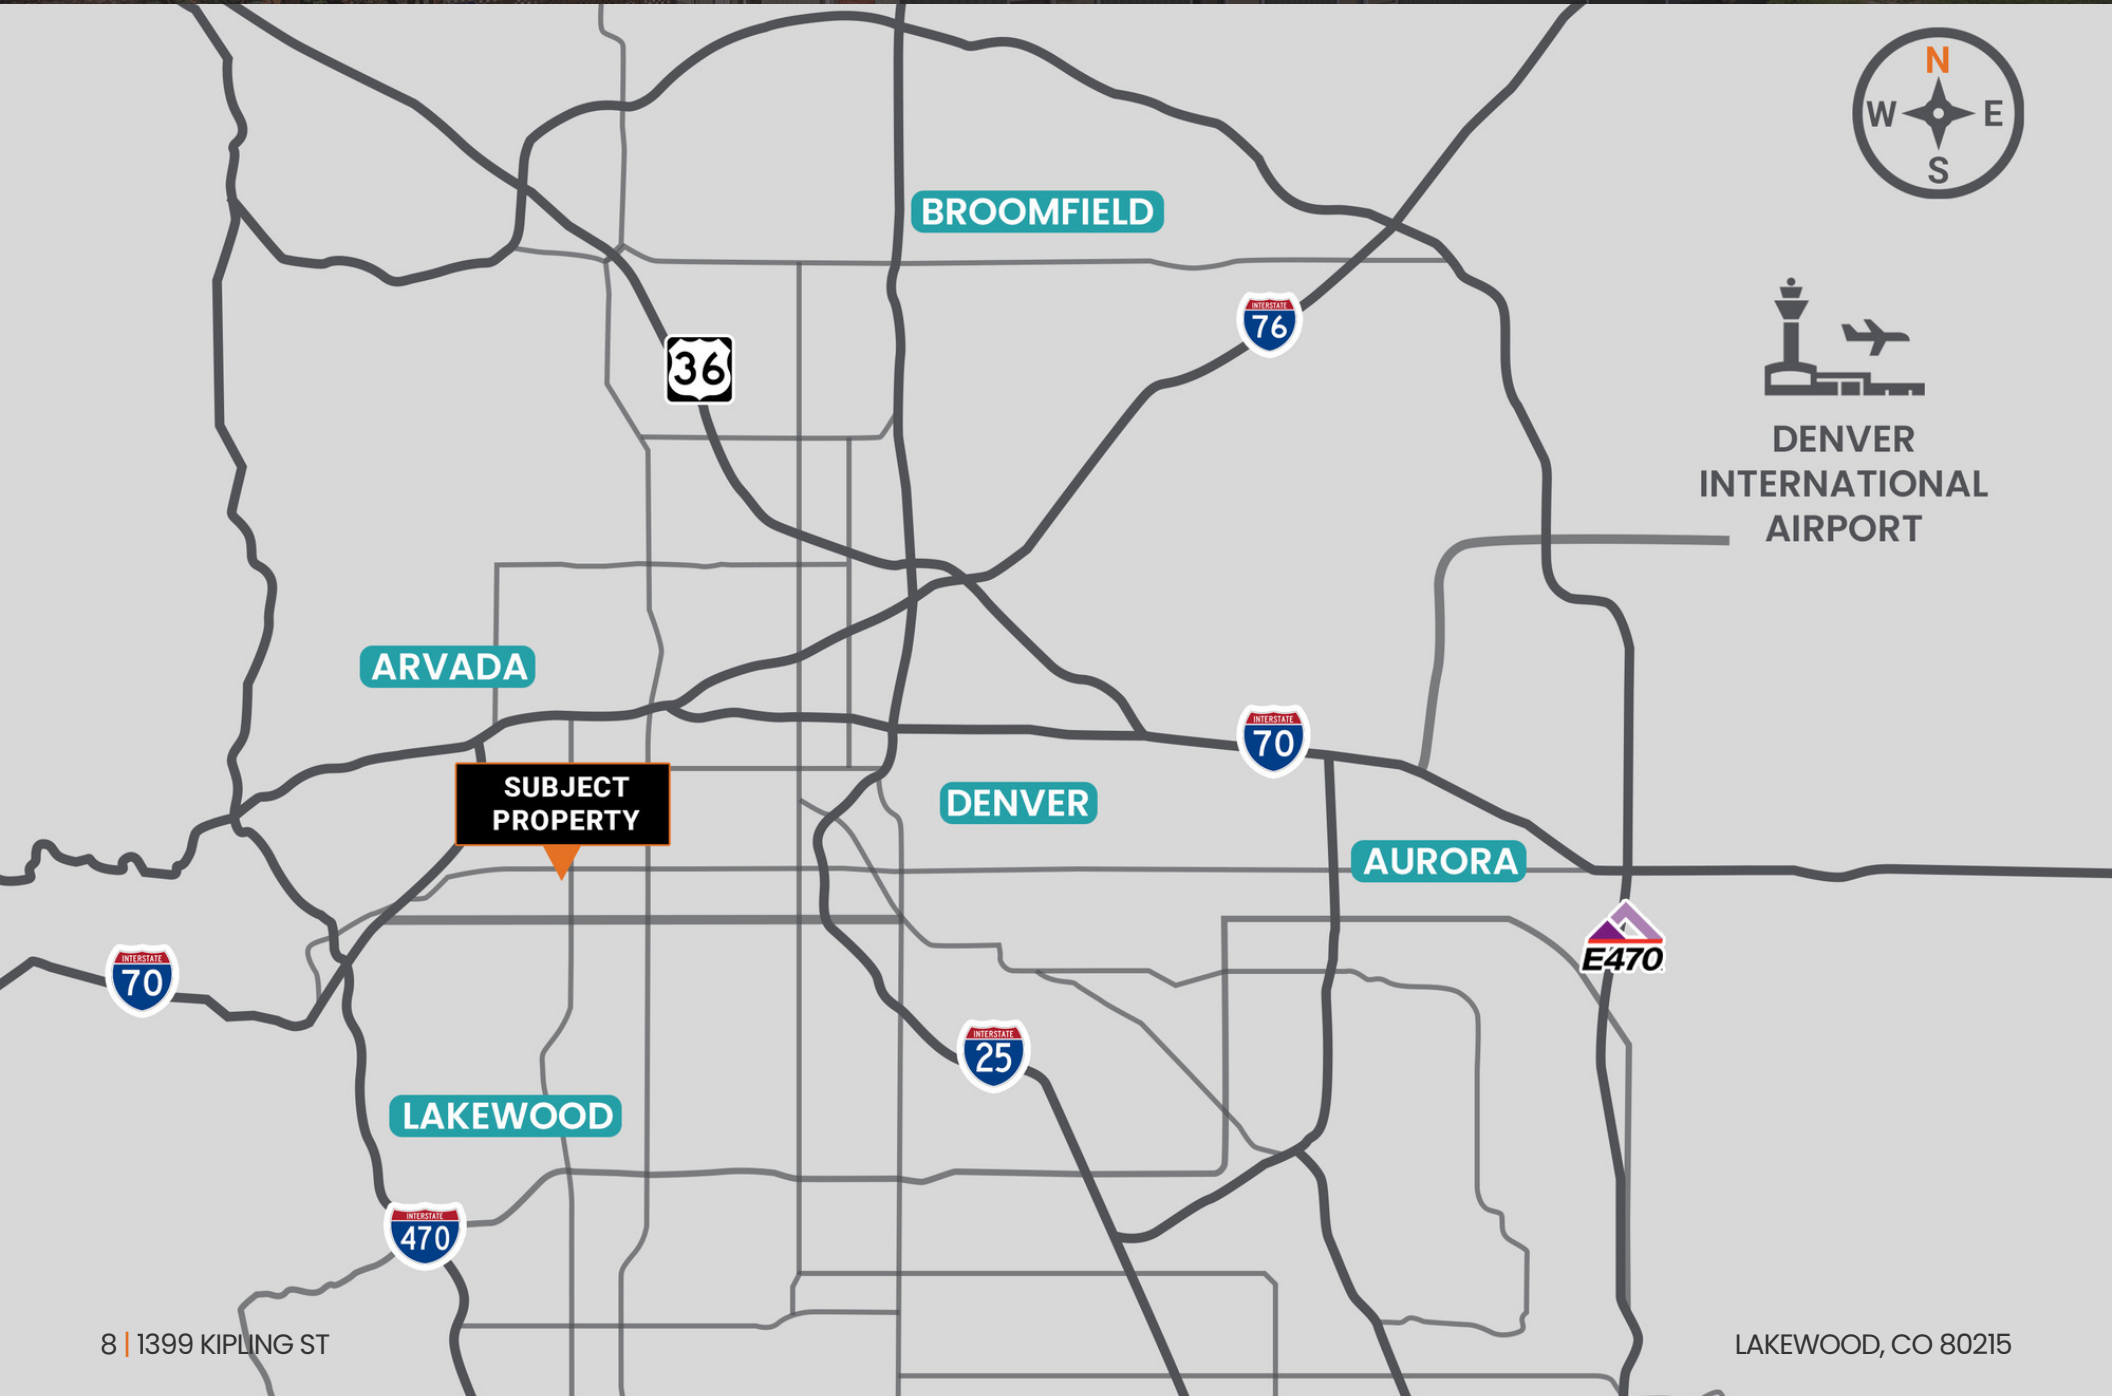 N
W E
S
BROOMFIELD
INTERSTATE
76
36
DENVER
INTERNATIONAL
AIRPORT
ARVADA
INTERSTATE
70
SUBJECT
PROPERTY
DENVER
AURORA
E470
INTERSTATE
70
INTERSTATE
25
LAKEWOOD
INTERSTATE
470
8 | 1399 KIPLING ST
LAKEWOOD, CO 80215